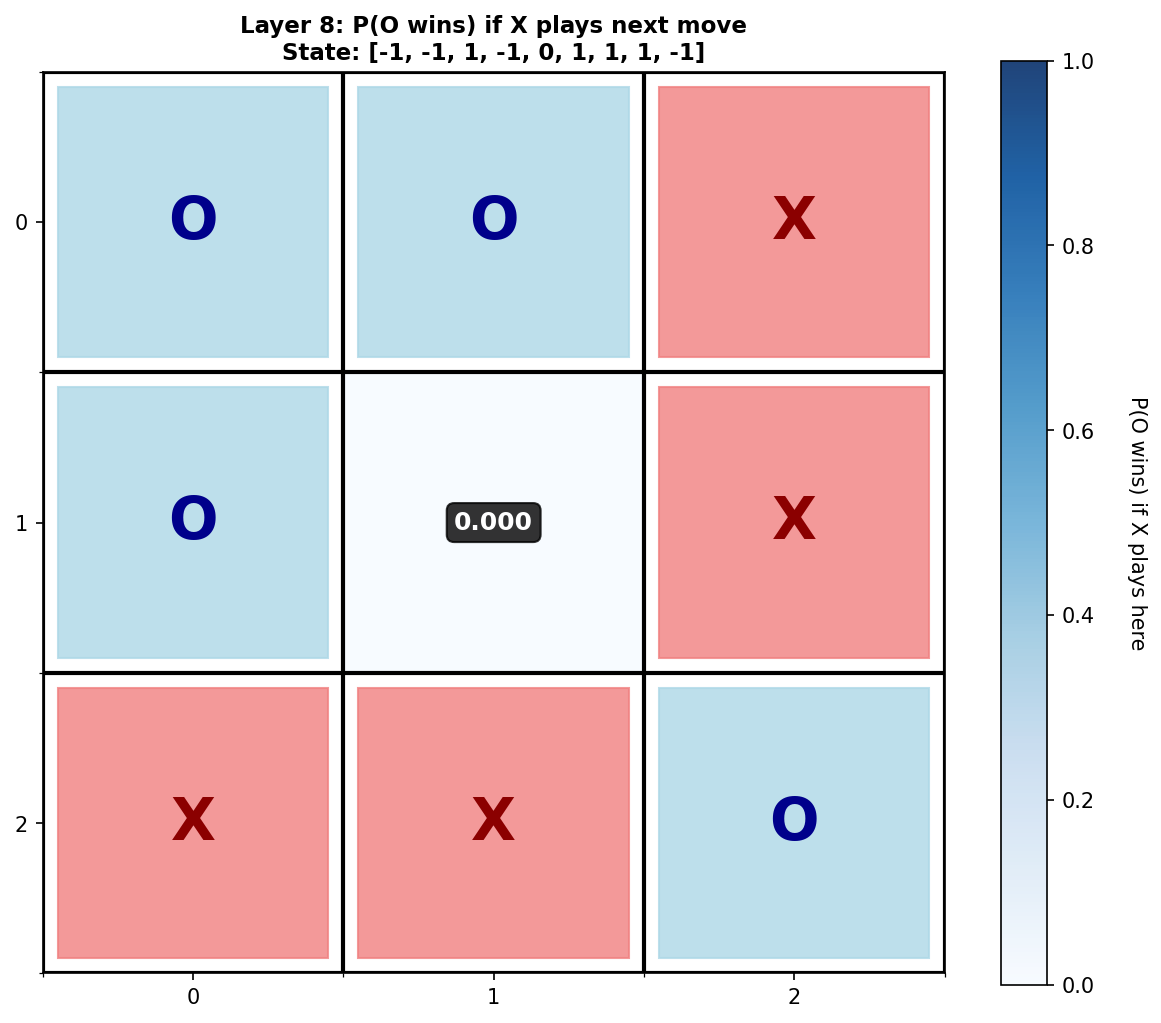 Layer 8: P(O wins) if X plays next move
State: [-1, -1, 1, -1, 0, 1, 1, 1, -1]
0
O
O
X
1
O
0.000
X
2
X
X
O
0
1
2
1.0
0.8
0.6
0.4
0.2
0.0
P(O wins) if X plays here